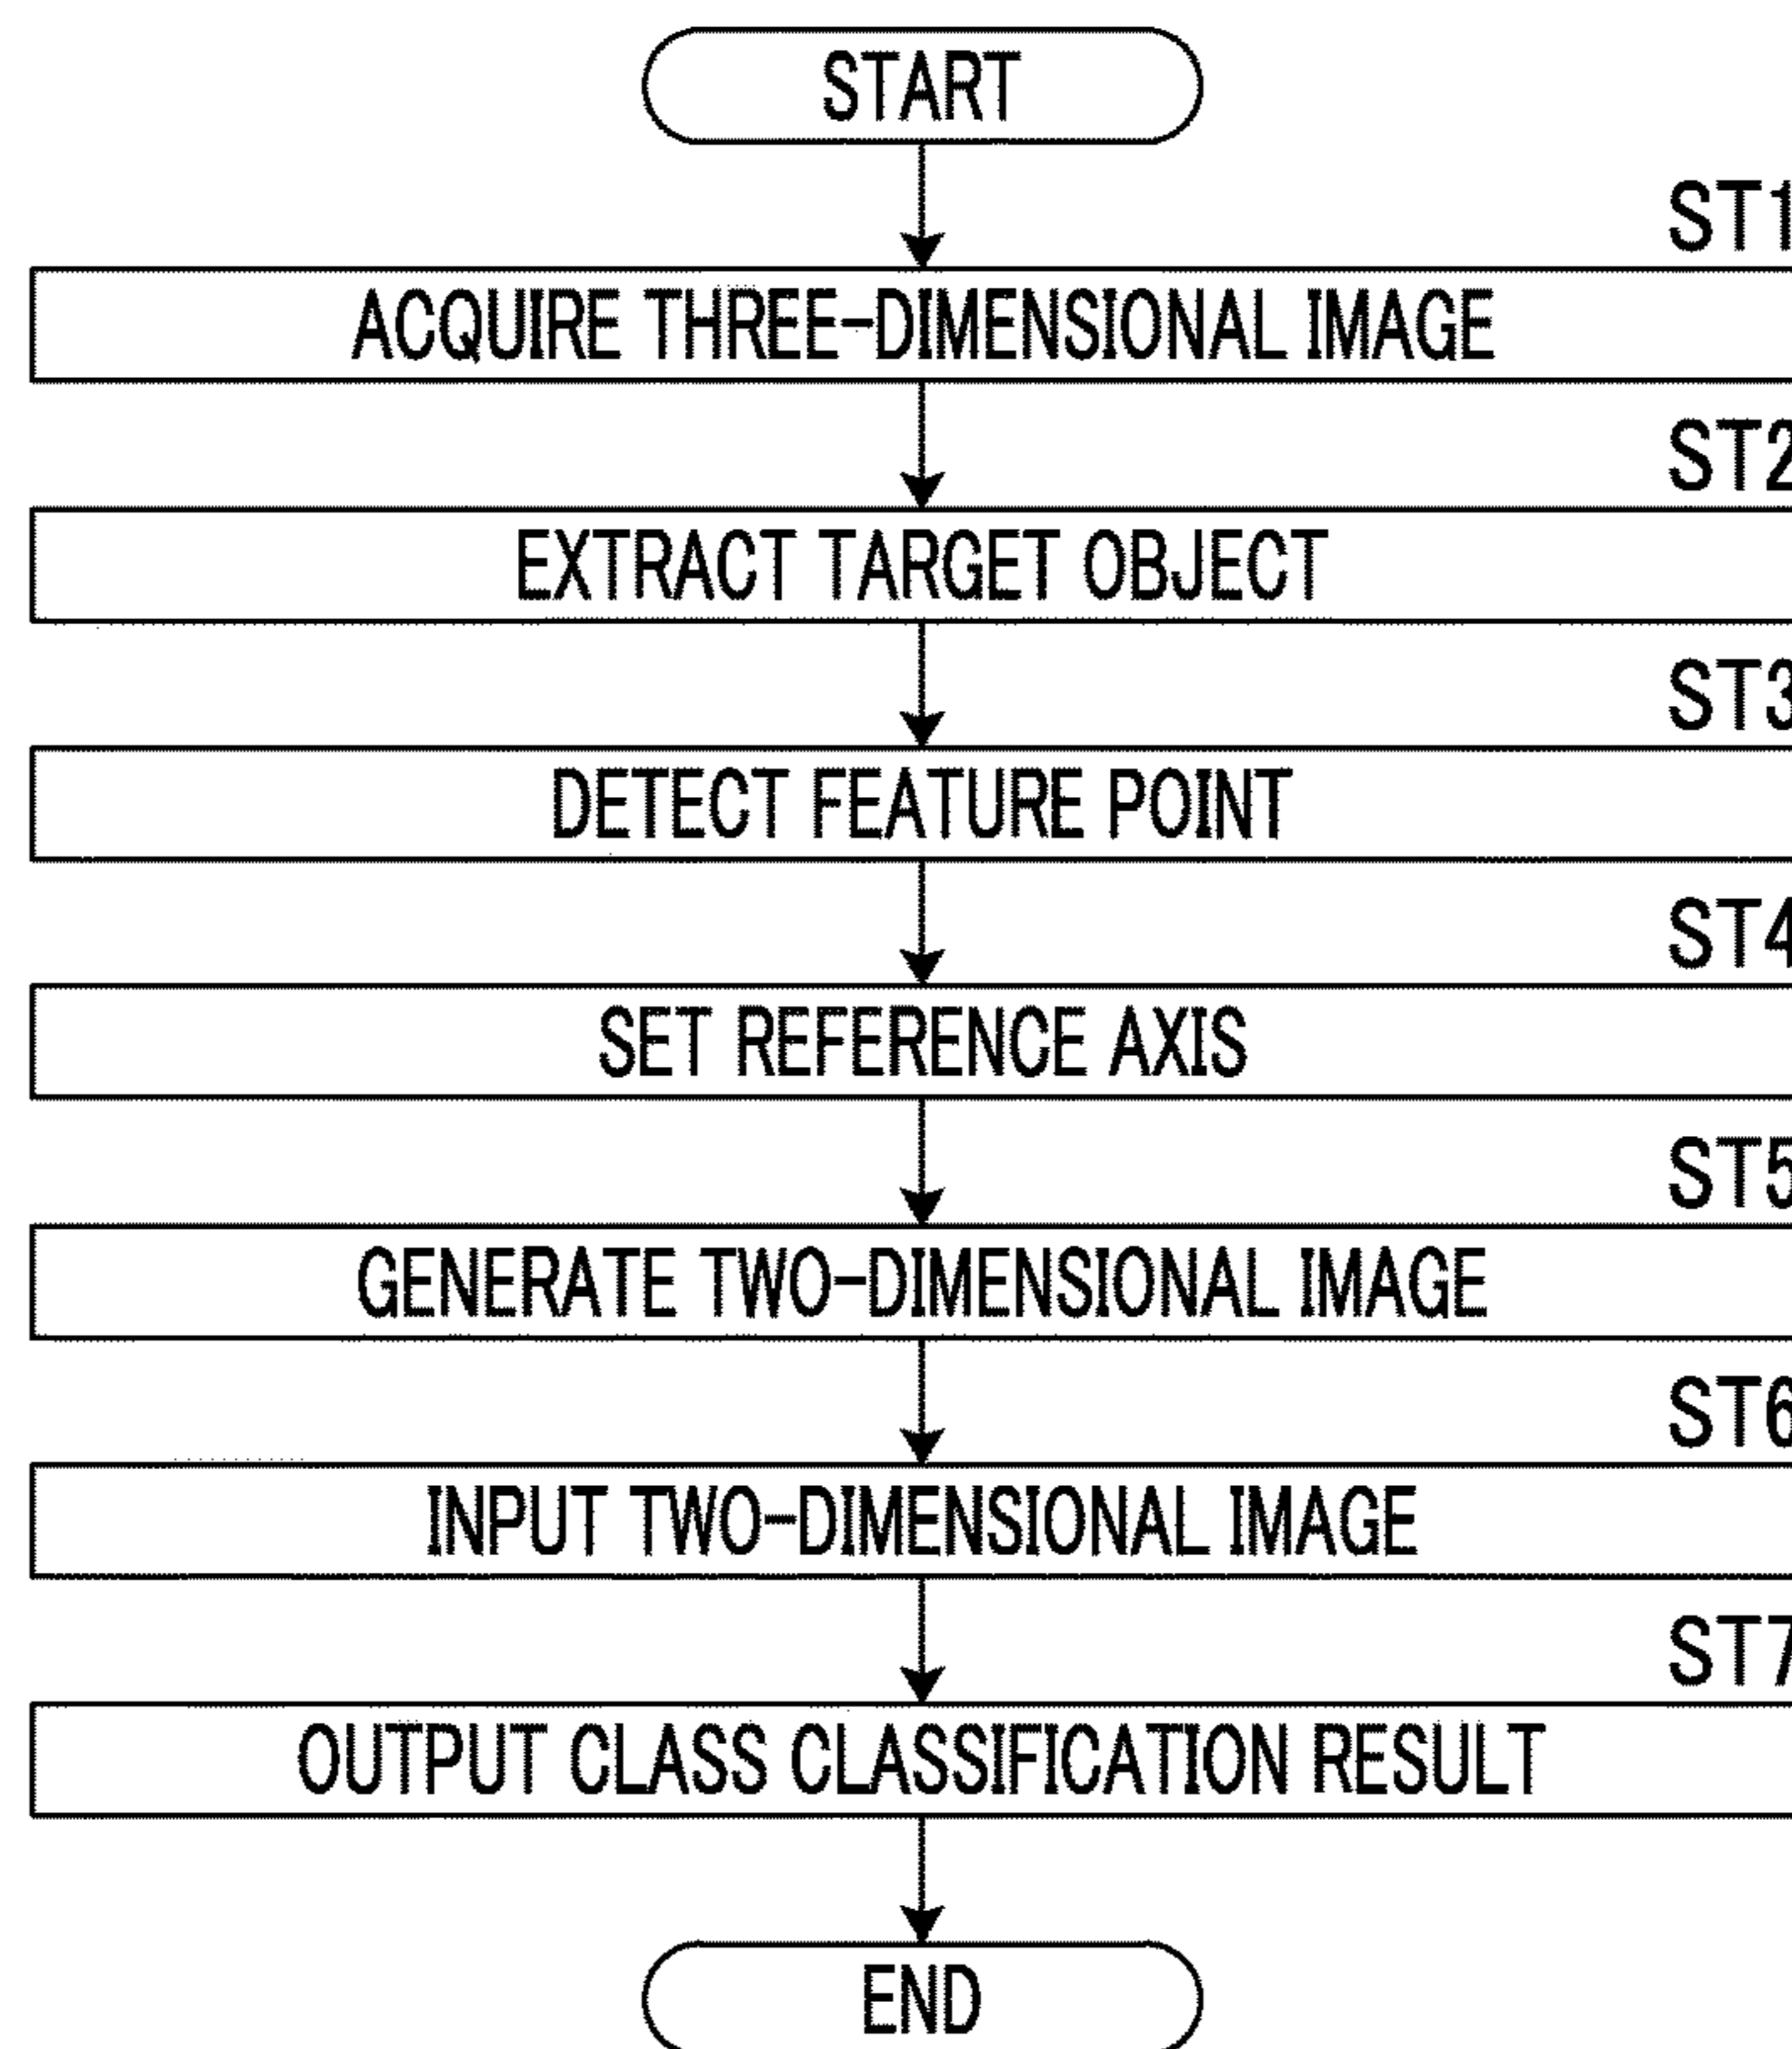 START
ST1
ACQUIRE THREE-DIMENSIONAL IMAGE
ST2
EXTRACT TARGET OBJECT
ST3
DETECT FEATURE POINT
ST4
SET REFERENCE AXIS
ST5
GENERATE TWO-DIMENSIONAL IMAGE
ST6
INPUT TWO-DIMENSIONAL IMAGE
ST7
OUTPUT CLASS CLASSIFICATION RESULT
END